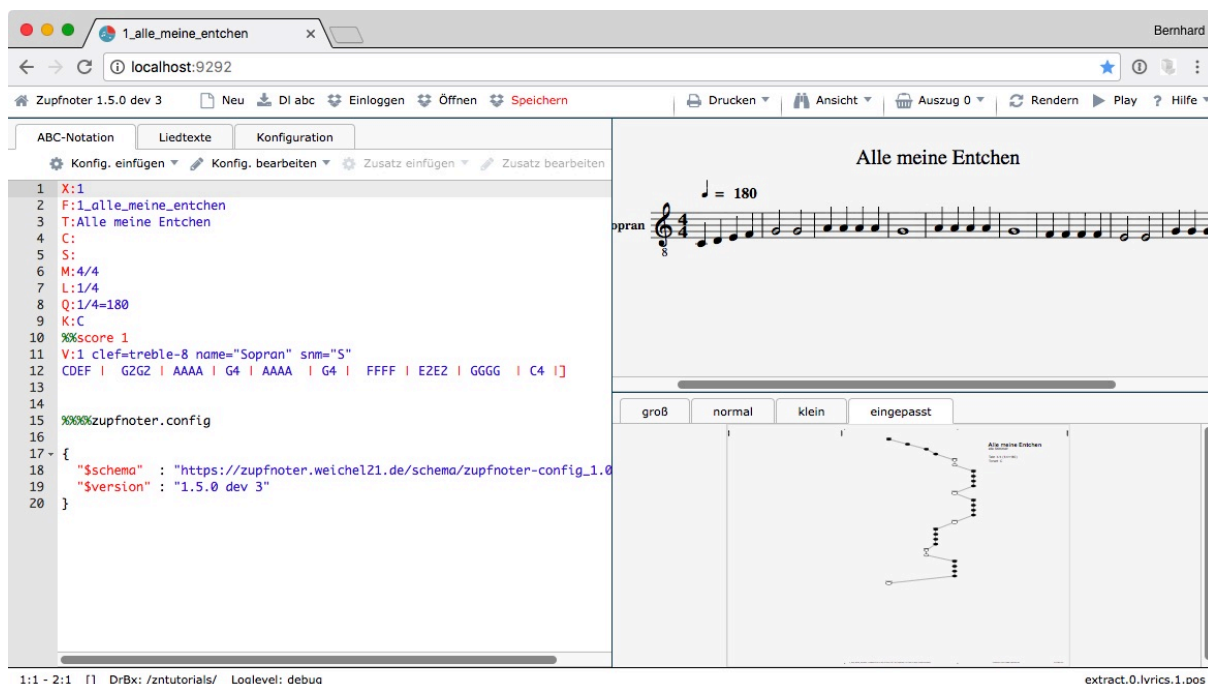 1_alle_meine_entchen
Bernhard
localhost:9292
Zupfnoter 1.5.0 dev 3 Neu Dl abc Einloggen Öffnen Speichern Drucken Ansicht Auszug 0 Rendern Play ? Hilfe
ABC-Notation Liedtexte Konfiguration
Konfig. einfügen Konfig. bearbeiten Zusatz einfügen Zusatz bearbeiten
1 X:1
2 F:1_alle_meine_entchen
3 T:Alle meine Entchen
4 C:
5 S:
6 M:4/4
7 L:1/4
8 Q:1/4=180
9 K:C
10 %%score 1
11 V:1 clef=treble-8 name="Sopran" snm="S"
12 CDEF | G2G2 | AAAA | G4 | AAAA | G4 | FFFF | E2E2 | GGGG | C4 |]
13
14
15 %%%%zupfnoter.config
16
17 {
18 "$schema" : "https://zupfnoter.weichel21.de/schema/zupfnoter-config_1.0
19 "$version" : "1.5.0 dev 3"
20 }
Alle meine Entchen
= 180
opran 4 4
8
groß normal klein eingepasst
Alle meine Entchen
1:1 - 2:1 [] DrBx: /zntutorials/ Loglevel: debug
extract.0.lyrics.1.pos